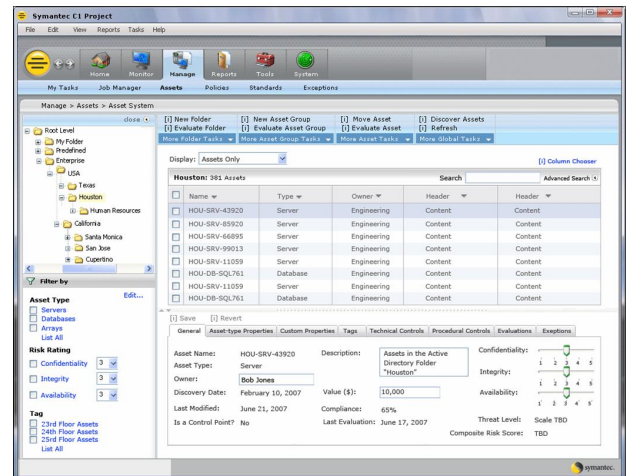 Symantec C1 Project
File Edit View Reports Tasks Help
Home Monitor Manage Reports Tools System
My Tasks Job Manager Assets Policies Standards Exceptions
Manage > Assets > Asset System
close
Root Level
My Folder
Predefined
Enterprise
USA
Texas
Houston
Human Resources
California
Santa Monica
San Jose
Cupertino
Filter by
Asset Type Edit...
Servers
Databases
Arrays
List All
Risk Rating
Confidentiality 3
Integrity 3
Availability 3
Tag
23rd Floor Assets
24th Floor Assets
25rd Floor Assets
List All
[i] New Folder [i] New Asset Group [i] Move Asset [i] Discover Assets
[i] Evaluate Folder [i] Evaluate Asset Group [i] Evaluate Asset [i] Refresh
More Folder Tasks More Asset Group Tasks More Asset Tasks More Global Tasks
Display: Assets Only [i] Column Chooser
Houston: 381 Assets Search Advanced Search
Name Type Owner Header Header
HOU-SRV-43920 Server Engineering Content Content
HOU-SRV-85920 Server Engineering Content Content
HOU-SRV-66895 Server Engineering Content Content
HOU-SRV-99013 Server Engineering Content Content
HOU-SRV-11059 Server Engineering Content Content
HOU-DB-SQL761 Database Engineering Content Content
HOU-SRV-11059 Server Engineering Content Content
HOU-DB-SQL761 Database Engineering Content Content
[i] Save [i] Revert
General Asset-type Properties Custom Properties Tags Technical Controls Procedural Controls Evaluations Exeptions
Asset Name: HOU-SRV-43920
Asset Type: Server
Owner: Bob Jones
Discovery Date: February 10, 2007
Last Modified: June 21, 2007
Is a Control Point? No
Description: Assets in the Active
Directory Folder
"Houston"
Value ($): 10,000
Compliance: 65%
Last Evaluation: June 17, 2007
Confidentiality:
1 2 3 4 5
Integrity:
1 2 3 4 5
Availability:
1 2 3 4 5
Threat Level: Scale TBD
Composite Risk Score: TBD
symantec.